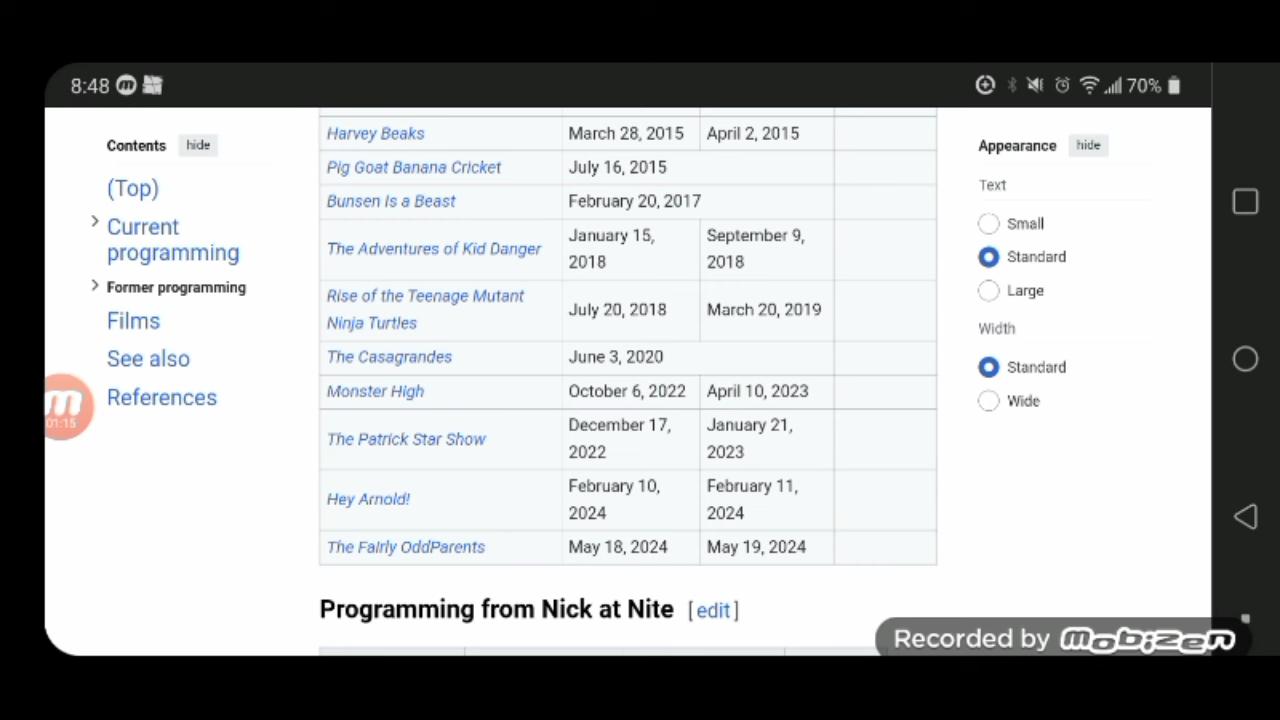 8:48
70%
Contents hide
(Top)
Current
programming
Former programming
Films
See also
References
01:15
Harvey Beaks March 28, 2015 April 2, 2015
Pig Goat Banana Cricket July 16, 2015
Bunsen Is a Beast February 20, 2017
The Adventures of Kid Danger January 15,
2018 September 9,
2018
Rise of the Teenage Mutant
Ninja Turtles July 20, 2018 March 20, 2019
The Casagrandes June 3, 2020
Monster High October 6, 2022 April 10, 2023
The Patrick Star Show December 17,
2022 January 21,
2023
Hey Arnold! February 10,
2024 February 11,
2024
The Fairly OddParents May 18, 2024 May 19, 2024
Programming from Nick at Nite [edit]
Appearance hide
Text
Small
Standard
Large
Width
Standard
Wide
Recorded by mobizen